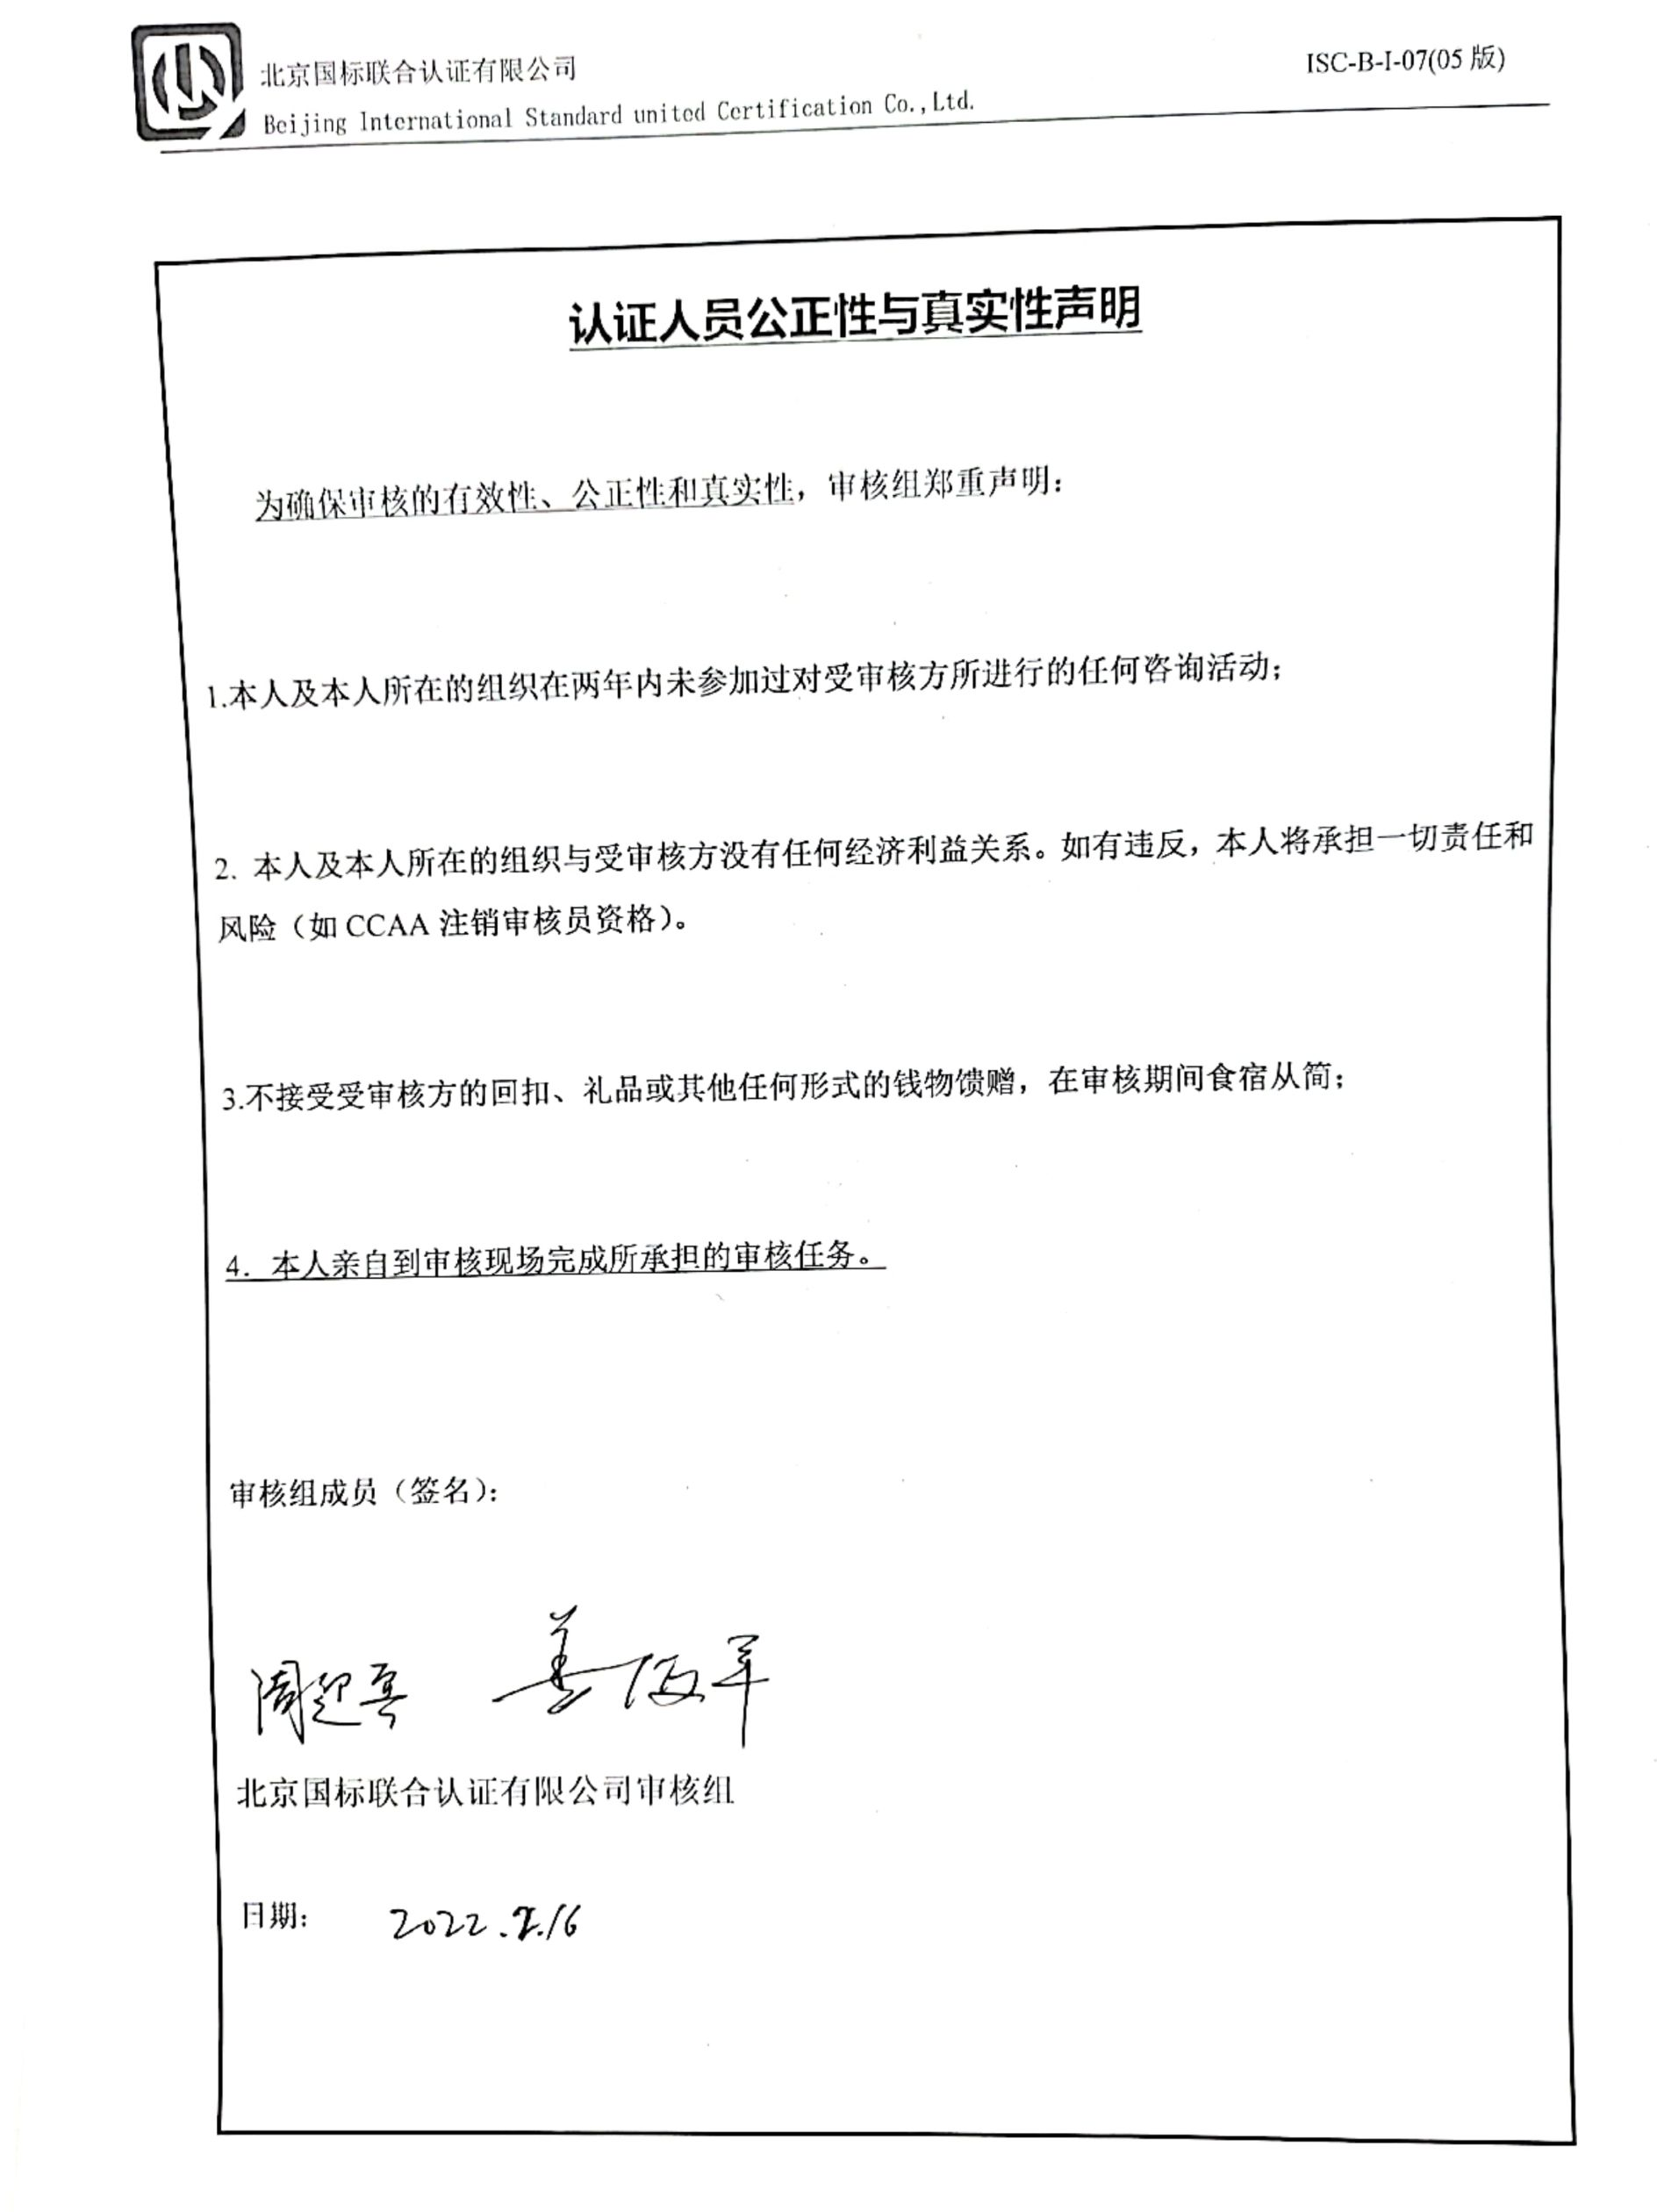 北京国标联合认证有限公司
ISC-B-I-07(05 版)
Beijing International Standard united Certification Co.,Ltd.
认证人员公正性与真实性声明
为确保审核的有效性、公正性和真实性，审核组郑重声明：
1.本人及本人所在的组织在两年内未参加过对受审核方所进行的任何咨询活动；
2. 本人及本人所在的组织与受审核方没有任何经济利益关系。如有违反，本人将承担一切责任和
风险（如 CCAA 注销审核员资格）。
3.不接受受审核方的回扣、礼品或其他任何形式的钱物馈赠，在审核期间食宿从简；
4. 本人亲自到审核现场完成所承担的审核任务。
审核组成员（签名）：
北京国标联合认证有限公司审核组
日期：